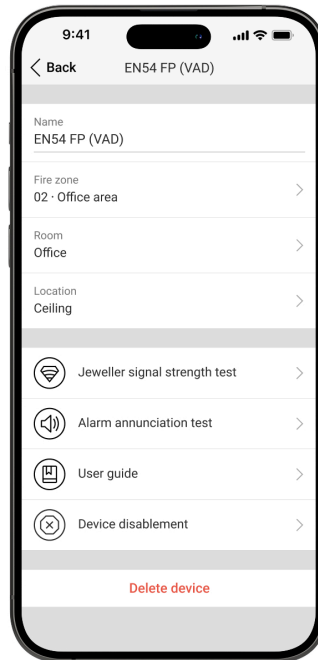 9:41
Back EN54 FP (VAD)
Name
EN54 FP (VAD)
Fire zone
02 · Office area
Room
Office
Location
Ceiling
Jeweller signal strength test
Alarm annunciation test
User guide
Device disablement
Delete device